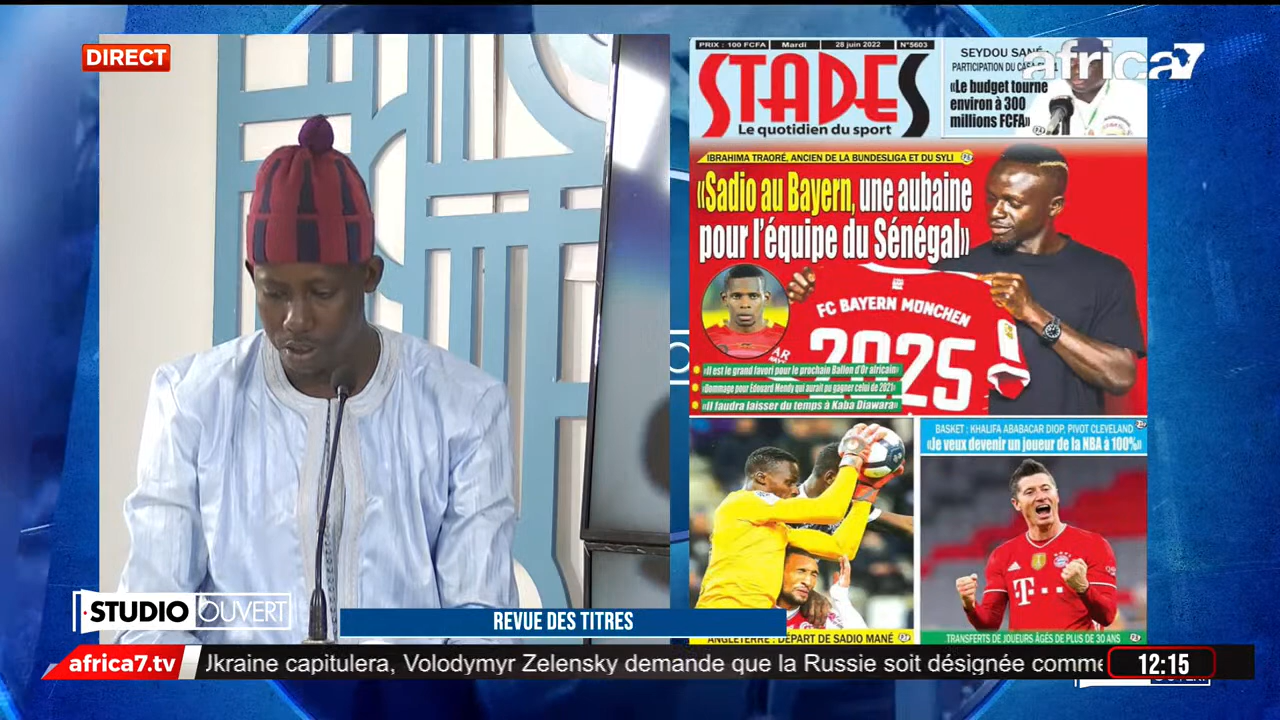 DIRECT
PRIX : 100 FCFA
Mardi
28 juin 2022
N°5603
STADES
Le quotidien du sport
SEYDOU SANÉ
«Le budget tourne
environ à 300
millions FCFA»
africa7
IBRAHIMA TRAORÉ, ANCIEN DE LA BUNDESLIGA ET DU SYLI
«Sadio au Bayern, une aubaine
pour l'équipe du Sénégal»
FC BAYERN MÜNCHEN
2025
«Il est le grand favori pour le prochain Ballon d'Or africain»
«Dommage pour Edouard Mendy qui aurait pu gagner celui de 2021»
«Il faudra laisser du temps à Kaba Diawara»
BASKET : KHALIFA ABABACAR DIOP, PIVOT CLEVELAND
«Je veux devenir un joueur de la NBA à 100%»
T
ANGLETERRE : DÉPART DE SADIO MANÉ
TRANSFERTS DE JOUEURS ÂGÉS DE PLUS DE 30 ANS
STUDIO OUVERT
REVUE DES TITRES
africa7.tv
Jkraine capitulera, Volodymyr Zelensky demande que la Russie soit désignée comme
12:15